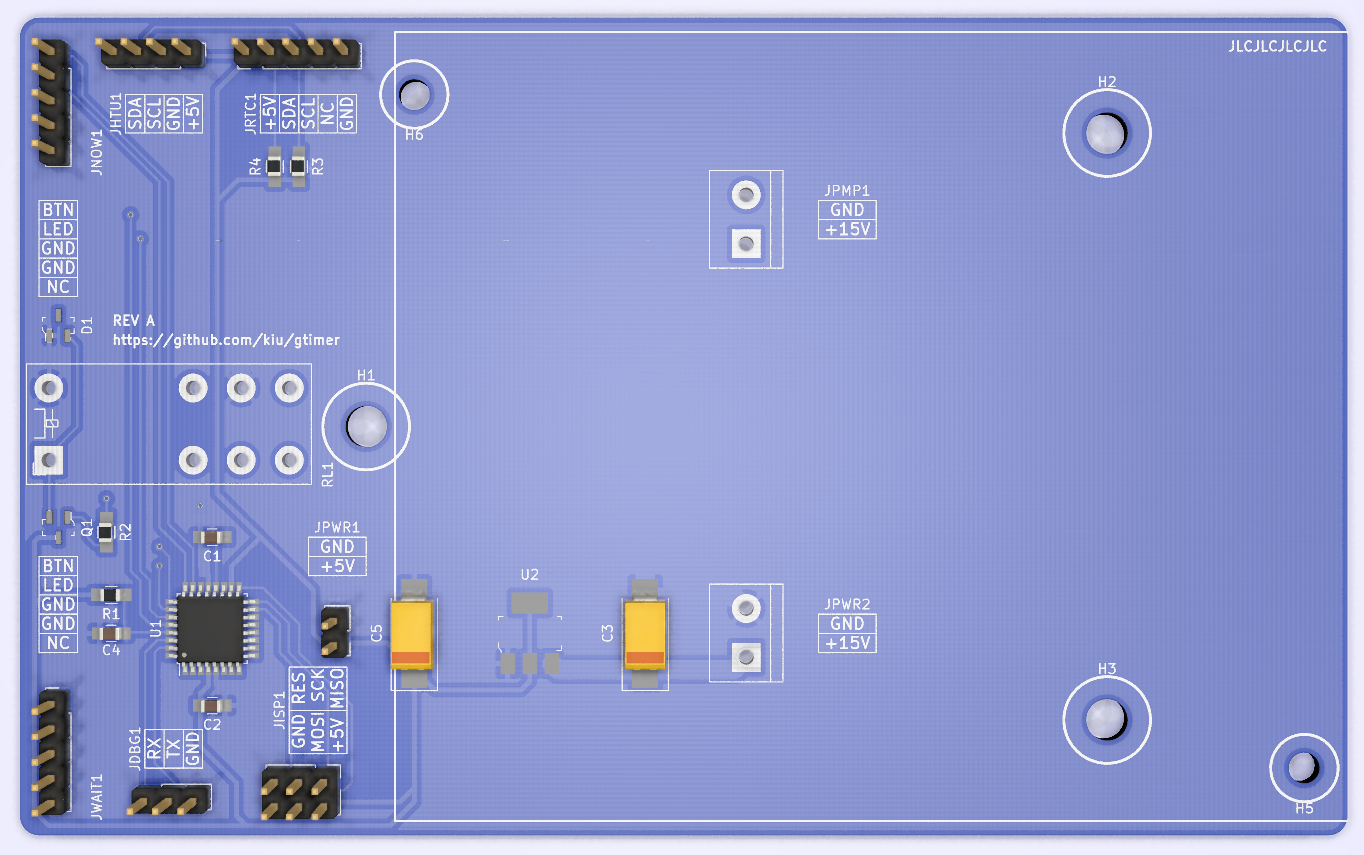 JLCJLCJLCJLC
JHTU1
SDA
SCL
GND
+5V
JRTC1
+5V
SDA
SCL
NC
GND
H6
H2
JNOW1
R4
R3
BTN
LED
GND
GND
NC
JPMP1
GND
+15V
D1
REV A
https://github.com/kiu/gtimer
H1
RL1
Q1
R2
C1
JPWR1
GND
+5V
BTN
LED
GND
GND
NC
R1
C4
U1
C5
U2
C3
JPWR2
GND
+15V
H3
C2
JISP1
GND RES
MOSI SCK
+5V MISO
JDBG1
RX
TX
GND
JWAIT1
H5